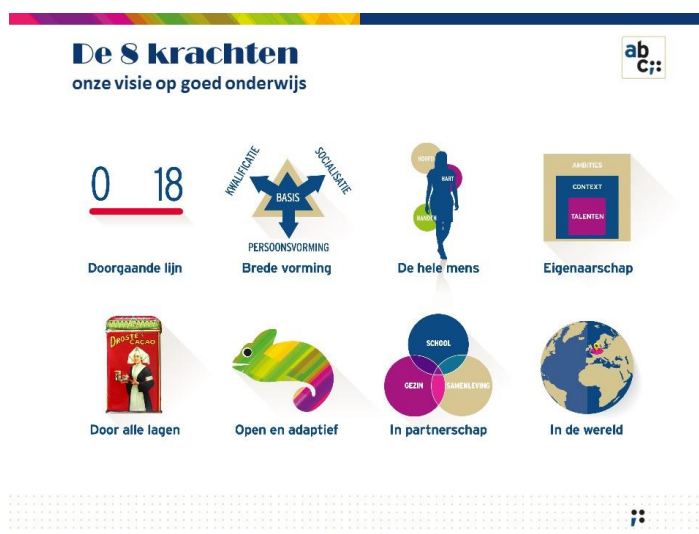 De 8 krachten
onze visie op goed onderwijs
ab
c;::
0 18
KWALIFICATIE
SOCIALISATIE
BASIS
PERSOONSVORMING
HOOFD
HART
HANDEN
AMBITIES
CONTEXT
TALENTEN
Doorgaande lijn
Brede vorming
De hele mens
Eigenaarschap
DROSTE'S
CACAO
SCHOOL
GEZIN
SAMENLEVING
Door alle lagen
Open en adaptief
In partnerschap
In de wereld